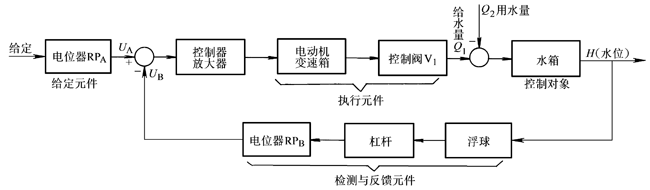 给定
电位器RPA
给定元件
UA
+
−
UB
控制器
放大器
电动机
变速箱
控制阀V1
执行元件
给水量Q1
−
Q2用水量
水箱
控制对象
H(水位)
电位器RPB
杠杆
浮球
检测与反馈元件